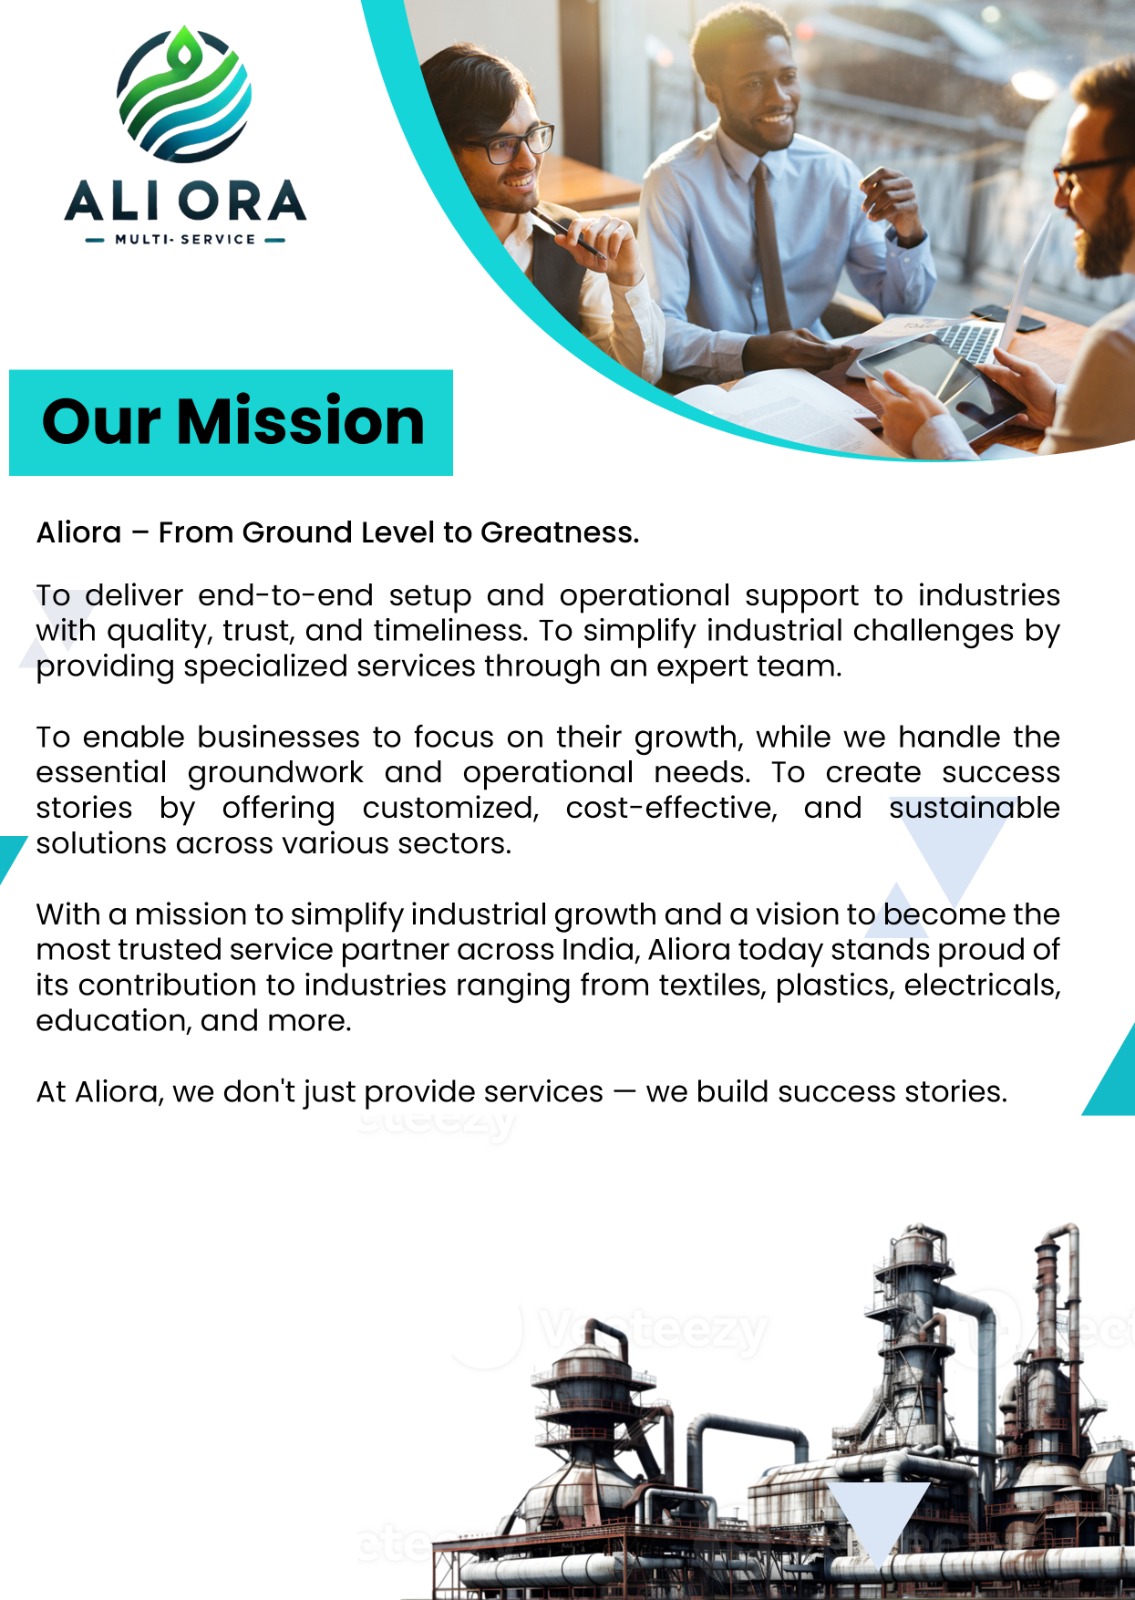 ALIORA
MULTI- SERVICE
Our Mission
Aliora – From Ground Level to Greatness.
To deliver end-to-end setup and operational support to industries
with quality, trust, and timeliness. To simplify industrial challenges by
providing specialized services through an expert team.
To enable businesses to focus on their growth, while we handle the
essential groundwork and operational needs. To create success
stories by offering customized, cost-effective, and sustainable
solutions across various sectors.
With a mission to simplify industrial growth and a vision to become the
most trusted service partner across India, Aliora today stands proud of
its contribution to industries ranging from textiles, plastics, electricals,
education, and more.
At Aliora, we don't just provide services — we build success stories.
Vecteezy